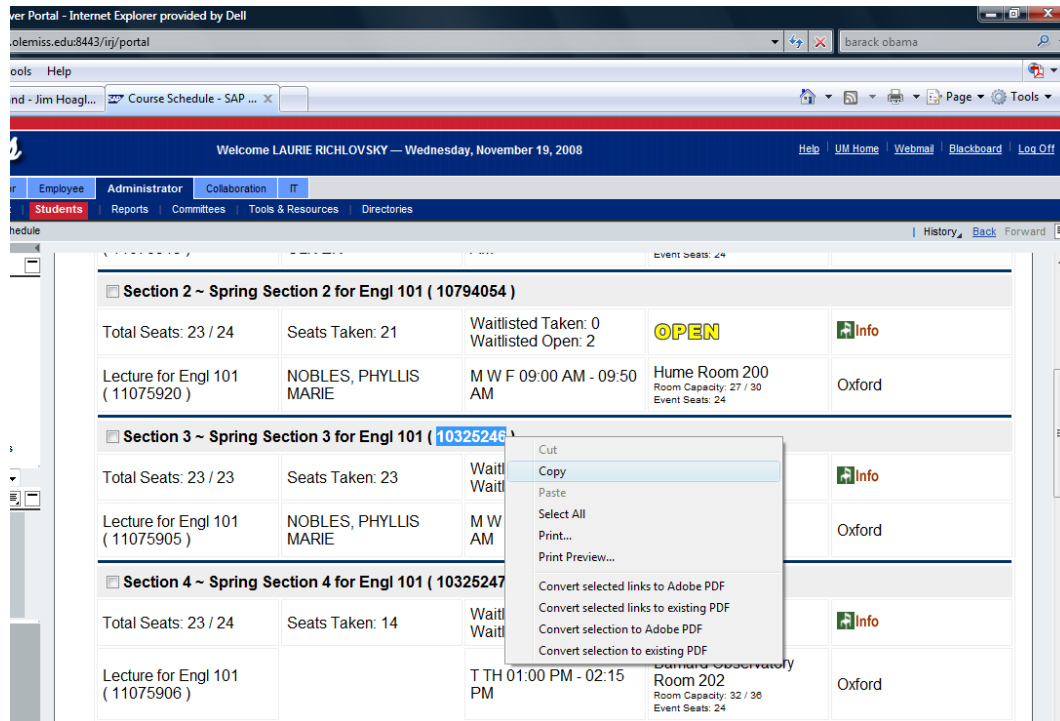 ver Portal - Internet Explorer provided by Dell
.olemiss.edu:8443/irj/portal
barack obama
ools Help
nd - Jim Hoagl... Course Schedule - SAP ...
Page Tools
Welcome LAURIE RICHLOVSKY — Wednesday, November 19, 2008
Help UM Home Webmail Blackboard Log Off
Employee Administrator Collaboration IT
Students | Reports | Committees | Tools & Resources | Directories
hedule
| History Back Forward
Event Seats: 24
Section 2 ~ Spring Section 2 for Engl 101 ( 10794054 )
Total Seats: 23 / 24
Seats Taken: 21
Waitlisted Taken: 0
Waitlisted Open: 2
OPEN
Info
Lecture for Engl 101
( 11075920 )
NOBLES, PHYLLIS
MARIE
M W F 09:00 AM - 09:50
AM
Hume Room 200
Room Capacity: 27 / 30
Event Seats: 24
Oxford
Section 3 ~ Spring Section 3 for Engl 101 ( 10325246 )
Total Seats: 23 / 23
Seats Taken: 23
Waitl
Waitl
Info
Lecture for Engl 101
( 11075905 )
NOBLES, PHYLLIS
MARIE
M W
AM
Oxford
Cut
Copy
Paste
Select All
Print...
Print Preview...
Convert selected links to Adobe PDF
Convert selected links to existing PDF
Convert selection to Adobe PDF
Convert selection to existing PDF
Section 4 ~ Spring Section 4 for Engl 101 ( 10325247
Total Seats: 23 / 24
Seats Taken: 14
Waitl
Waitl
Info
Lecture for Engl 101
( 11075906 )
T TH 01:00 PM - 02:15
PM
Barnard Observatory
Room 202
Room Capacity: 32 / 36
Event Seats: 24
Oxford